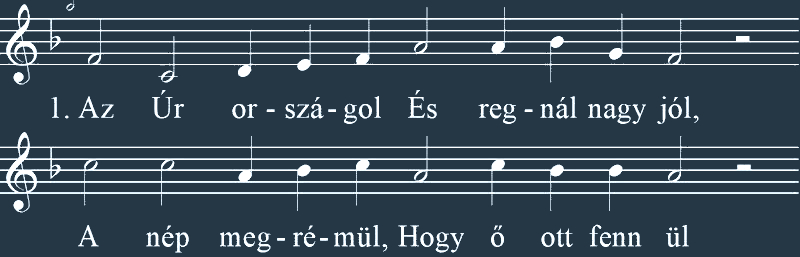 1. Az Úr or - szá - gol És reg - nál nagy jól,
A nép meg - ré - mül, Hogy ő ott fenn ül